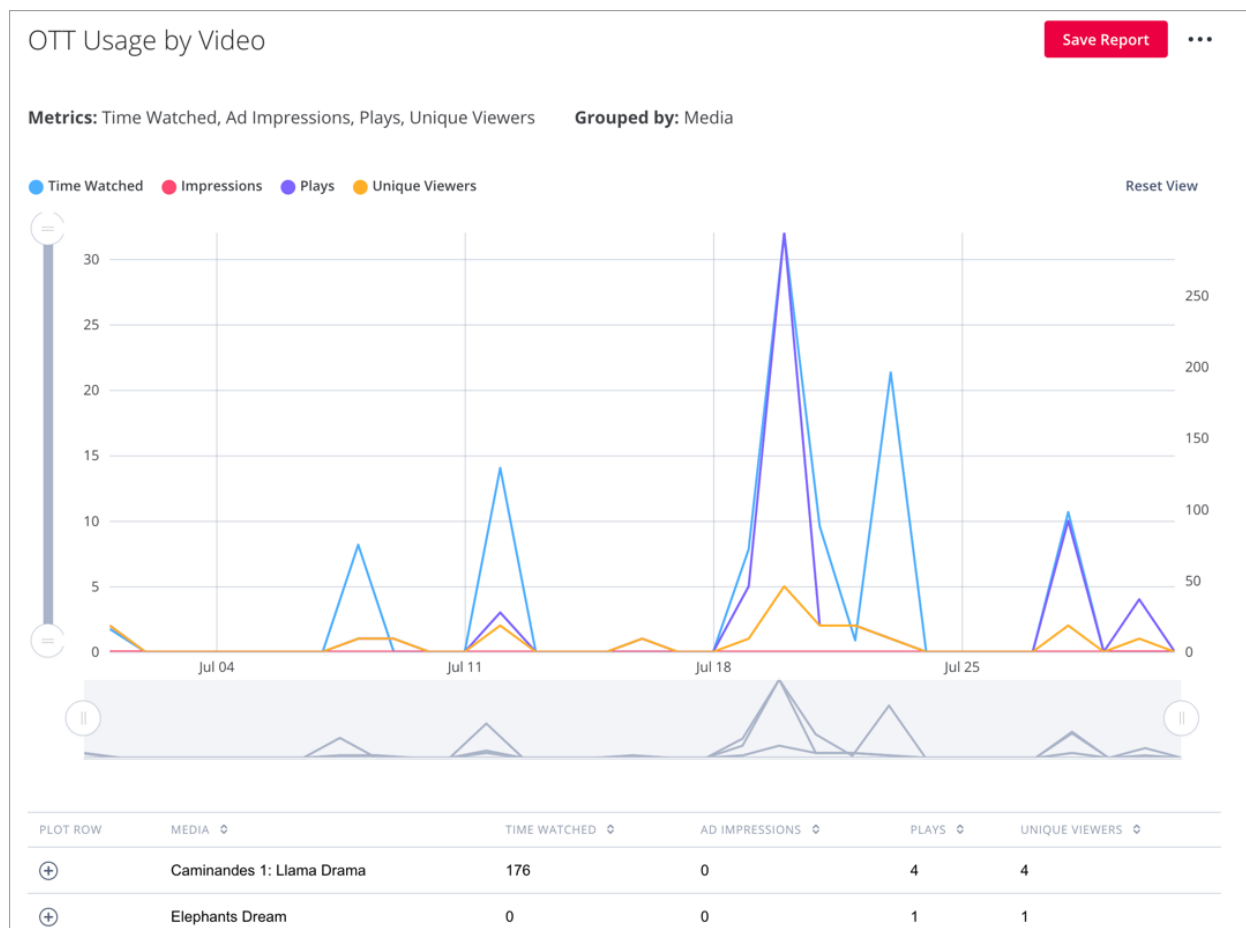 OTT Usage by Video
Save Report
Metrics: Time Watched, Ad Impressions, Plays, Unique Viewers Grouped by: Media
Time Watched Impressions Plays Unique Viewers
Reset View
30
25
20
15
10
5
0
250
200
150
100
50
0
Jul 04 Jul 11 Jul 18 Jul 25
PLOT ROW MEDIA TIME WATCHED AD IMPRESSIONS PLAYS UNIQUE VIEWERS
Caminandes 1: Llama Drama 176 0 4 4
Elephants Dream 0 0 1 1